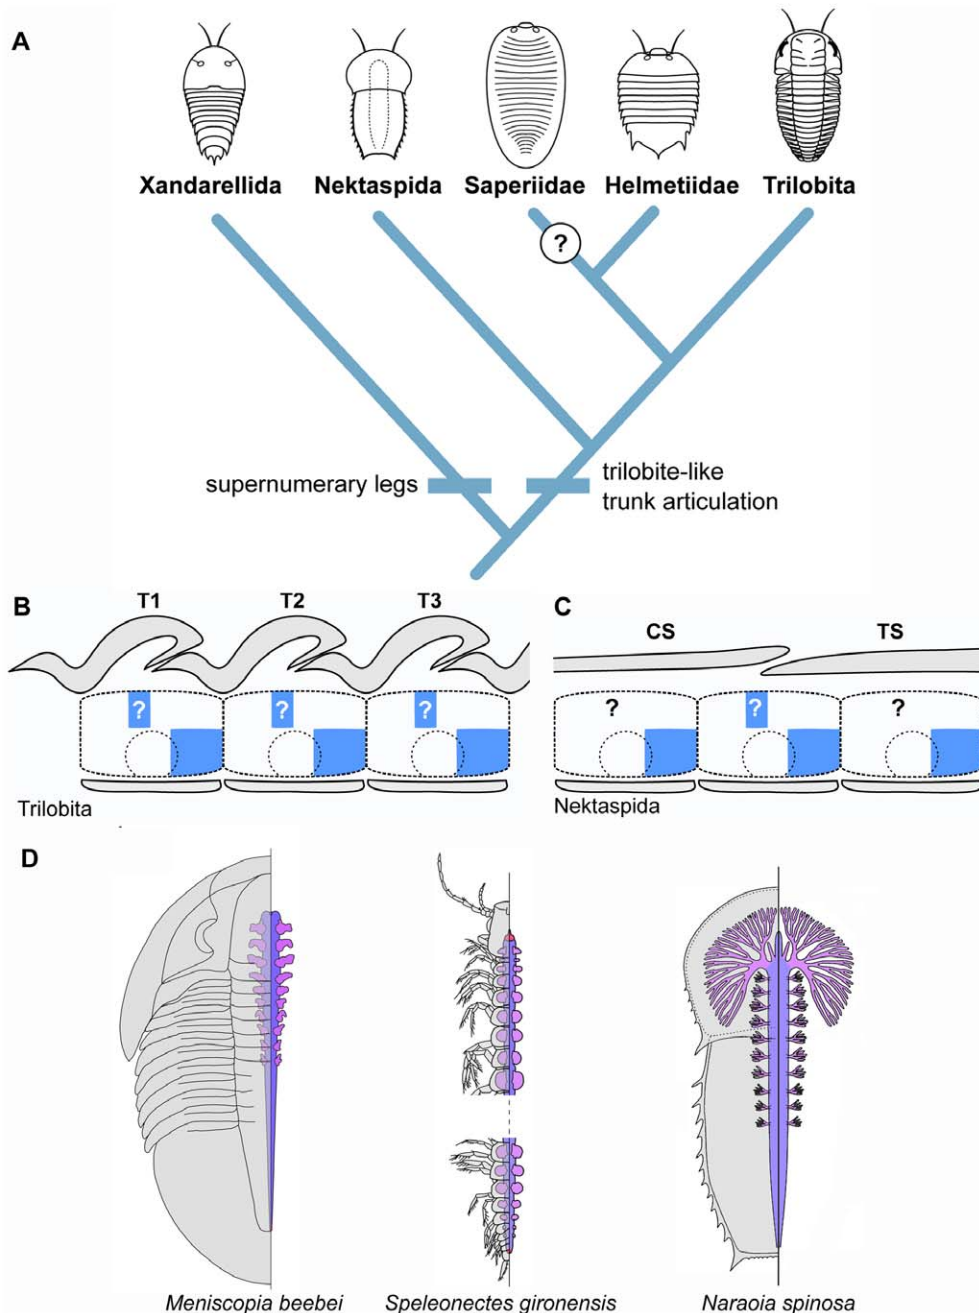 A
Xandarellida Nektaspida Saperiidae Helmetiidae Trilobita
?
supernumerary legs
trilobite-like
trunk articulation
B
T1 T2 T3
? ? ?
Trilobita
C
CS TS
? ? ?
Nektaspida
D
Meniscopia beebei Speleonectes gironensis Naraoia spinosa